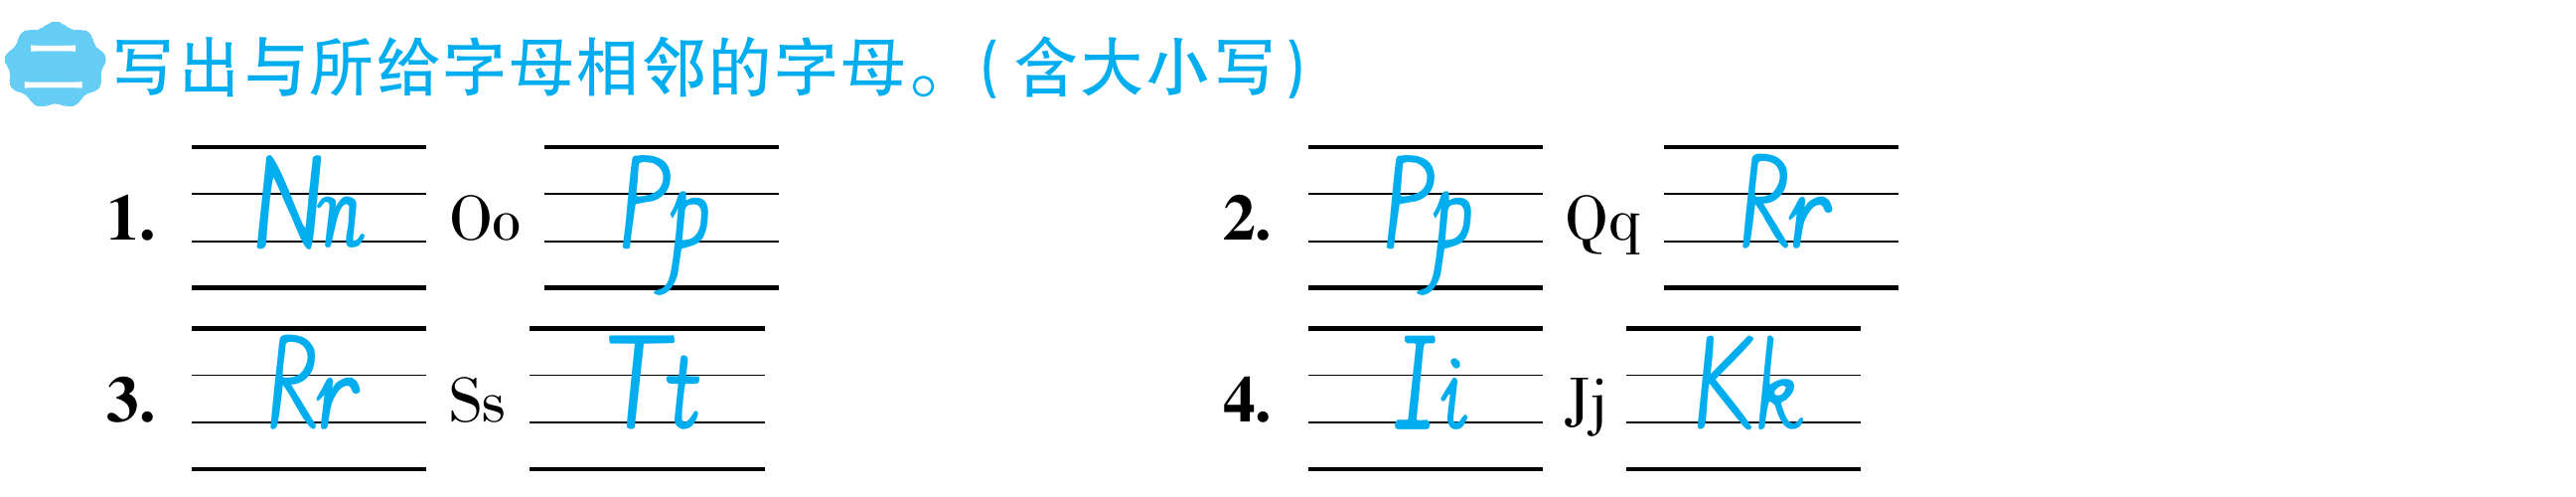 二 写出与所给字母相邻的字母。(含大小写)
1. Nn Oo Pp 2. Pp Qq Rr
3. Rr Ss Tt 4. Ii Jj Kk